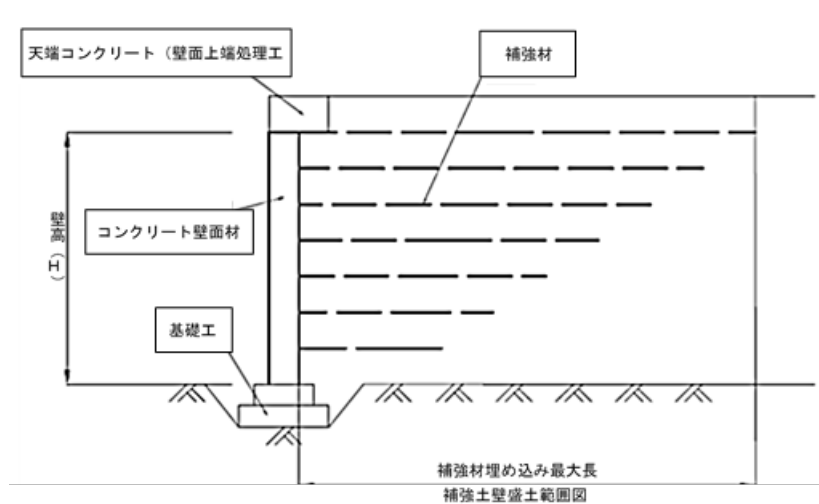 天端コンクリート（壁面上端処理工
補強材
コンクリート壁面材
壁高（H）
基礎工
補強材埋め込み最大長
補強土壁盛土範囲図